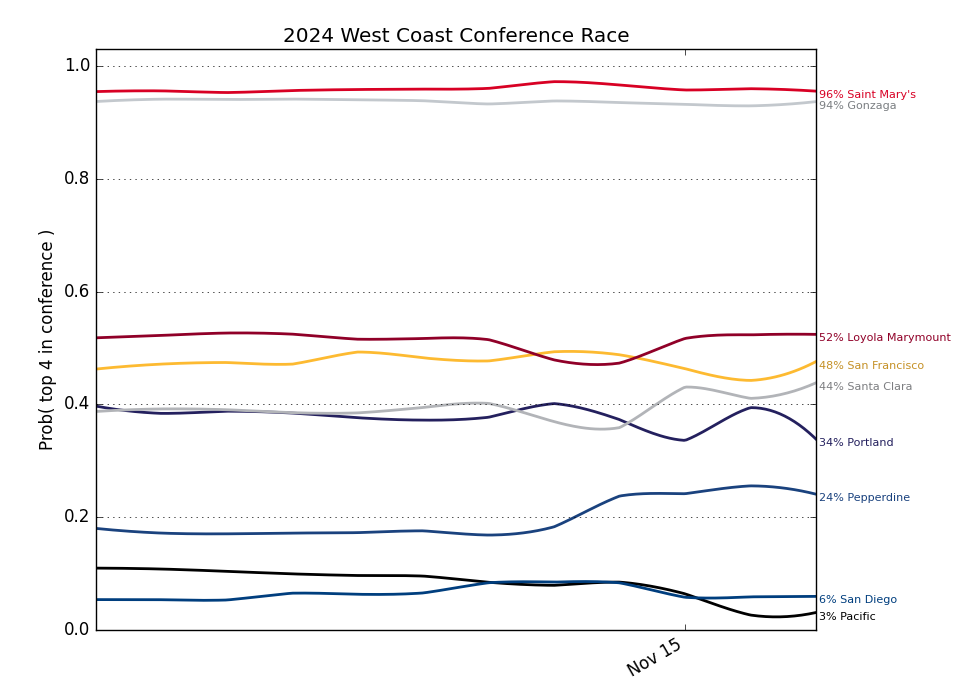 2024 West Coast Conference Race
Prob( top 4 in conference )
1.0
0.8
0.6
0.4
0.2
0.0
96% Saint Mary's
94% Gonzaga
52% Loyola Marymount
48% San Francisco
44% Santa Clara
34% Portland
24% Pepperdine
6% San Diego
3% Pacific
Nov 15